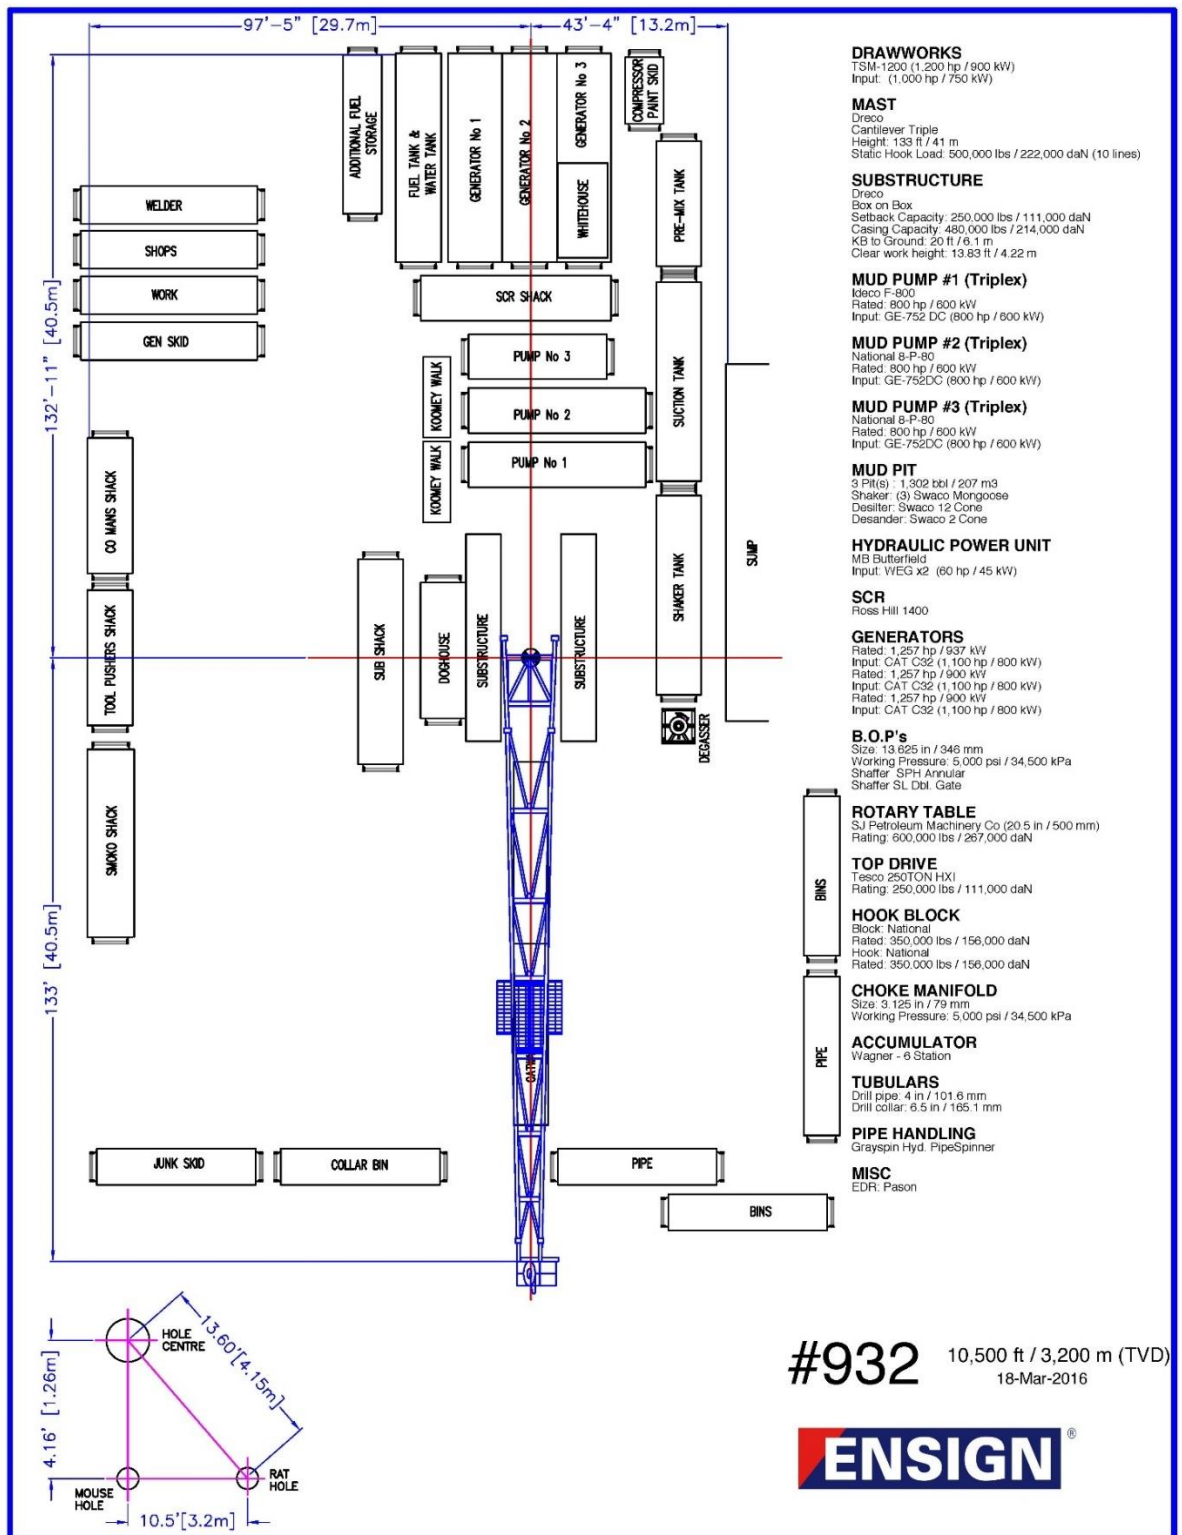 97'-5" [29.7m]
43'-4" [13.2m]
132'-11" [40.5m]
133' [40.5m]
ADDITIONAL FUEL
STORAGE
FUEL TANK &
WATER TANK
GENERATOR No 1
GENERATOR No 2
GENERATOR No 3
WHITEHOUSE
COMPRESSOR
PAINT SKID
PRE-MIX TANK
WELDER
SHOPS
WORK
GEN SKID
SCR SHACK
PUMP No 3
KOOMEY WALK
PUMP No 2
KOOMEY WALK
PUMP No 1
SUCTION TANK
CO MANS SHACK
TOOL PUSHERS SHACK
SMOKO SHACK
SUB SHACK
DOGHOUSE
SUBSTRUCTURE
SUBSTRUCTURE
SHAKER TANK
SUMP
DEGASSER
BINS
PIPE
JUNK SKID
COLLAR BIN
PIPE
BINS
DRAWWORKS
TSM-1200 (1,200 hp / 900 kW)
Input: (1,000 hp / 750 kW)
MAST
Dreco
Cantilever Triple
Height: 133 ft / 41 m
Static Hook Load: 500,000 lbs / 222,000 daN (10 lines)
SUBSTRUCTURE
Dreco
Box on Box
Setback Capacity: 250,000 lbs / 111,000 daN
Casing Capacity: 480,000 lbs / 214,000 daN
KB to Ground: 20 ft / 6.1 m
Clear work height: 13.83 ft / 4.22 m
MUD PUMP #1 (Triplex)
Ideco F-800
Rated: 800 hp / 600 kW
Input: GE-752 DC (800 hp / 600 kW)
MUD PUMP #2 (Triplex)
National 8-P-80
Rated: 800 hp / 600 kW
Input: GE-752DC (800 hp / 600 kW)
MUD PUMP #3 (Triplex)
National 8-P-80
Rated: 800 hp / 600 kW
Input: GE-752DC (800 hp / 600 kW)
MUD PIT
3 Pit(s) : 1,302 bbl / 207 m3
Shaker: (3) Swaco Mongoose
Desilter: Swaco 12 Cone
Desander: Swaco 2 Cone
HYDRAULIC POWER UNIT
MB Butterfield
Input: WEG x2 (60 hp / 45 kW)
SCR
Ross Hill 1400
GENERATORS
Rated: 1,257 hp / 937 kW
Input: CAT C32 (1,100 hp / 800 kW)
Rated: 1,257 hp / 900 kW
Input: CAT C32 (1,100 hp / 800 kW)
Rated: 1,257 hp / 900 kW
Input: CAT C32 (1,100 hp / 800 kW)
B.O.P's
Size: 13.625 in / 346 mm
Working Pressure: 5,000 psi / 34,500 kPa
Shaffer SPH Annular
Shaffer SL Dbl. Gate
ROTARY TABLE
SJ Petroleum Machinery Co (20.5 in / 500 mm)
Rating: 600,000 lbs / 267,000 daN
TOP DRIVE
Tesco 250TON HXI
Rating: 250,000 lbs / 111,000 daN
HOOK BLOCK
Block: National
Rated: 350,000 lbs / 156,000 daN
Hook: National
Rated: 350,000 lbs / 156,000 daN
CHOKE MANIFOLD
Size: 3.125 in / 79 mm
Working Pressure: 5,000 psi / 34,500 kPa
ACCUMULATOR
Wagner - 6 Station
TUBULARS
Drill pipe: 4 in / 101.6 mm
Drill collar: 6.5 in / 165.1 mm
PIPE HANDLING
Grayspin Hyd. PipeSpinner
MISC
EDR: Pason
HOLE
CENTRE
13.60'[4.15m]
4.16' [1.26m]
MOUSE
HOLE
RAT
HOLE
10.5'[3.2m]
#932
10,500 ft / 3,200 m (TVD)
18-Mar-2016
ENSIGN®